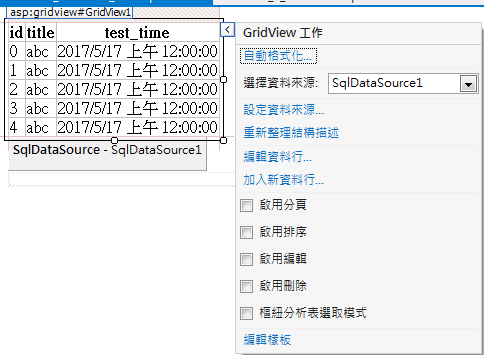 asp:gridview#GridView1
id title test_time
0 abc 2017/5/17 上午 12:00:00
1 abc 2017/5/17 上午 12:00:00
2 abc 2017/5/17 上午 12:00:00
3 abc 2017/5/17 上午 12:00:00
4 abc 2017/5/17 上午 12:00:00
SqlDataSource - SqlDataSource1
GridView 工作
自動格式化...
選擇資料來源: SqlDataSource1
設定資料來源...
重新整理結構描述
編輯資料行...
加入新資料行...
啟用分頁
啟用排序
啟用編輯
啟用刪除
樞紐分析表選取模式
編輯樣板